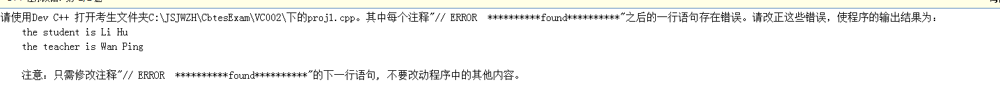 请使用Dev C++ 打开考生文件夹C:\JSJWZH\CbtesExam\VC002\下的proj1.cpp。其中每个注释"// ERROR  **********found**********"之后的一行语句存在错误。请改正这些错误，使程序的输出结果为：
the student is Li Hu
the teacher is Wan Ping
注意：只需修改注释"// ERROR  **********found**********"的下一行语句, 不要改动程序中的其他内容。